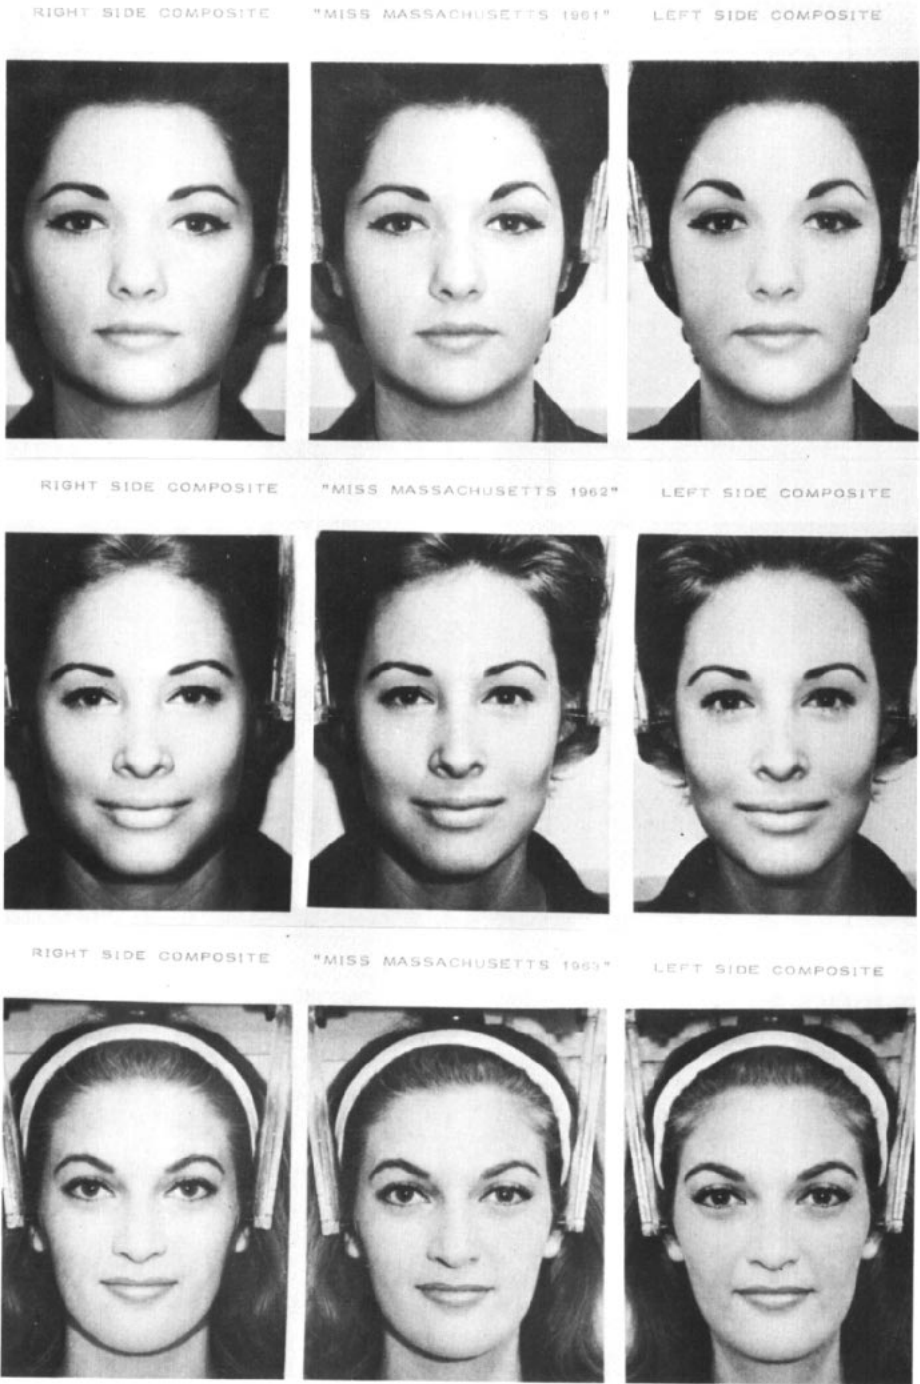 RIGHT SIDE COMPOSITE
"MISS MASSACHUSETTS 1961"
LEFT SIDE COMPOSITE
RIGHT SIDE COMPOSITE
"MISS MASSACHUSETTS 1962"
LEFT SIDE COMPOSITE
RIGHT SIDE COMPOSITE
"MISS MASSACHUSETTS 1963"
LEFT SIDE COMPOSITE